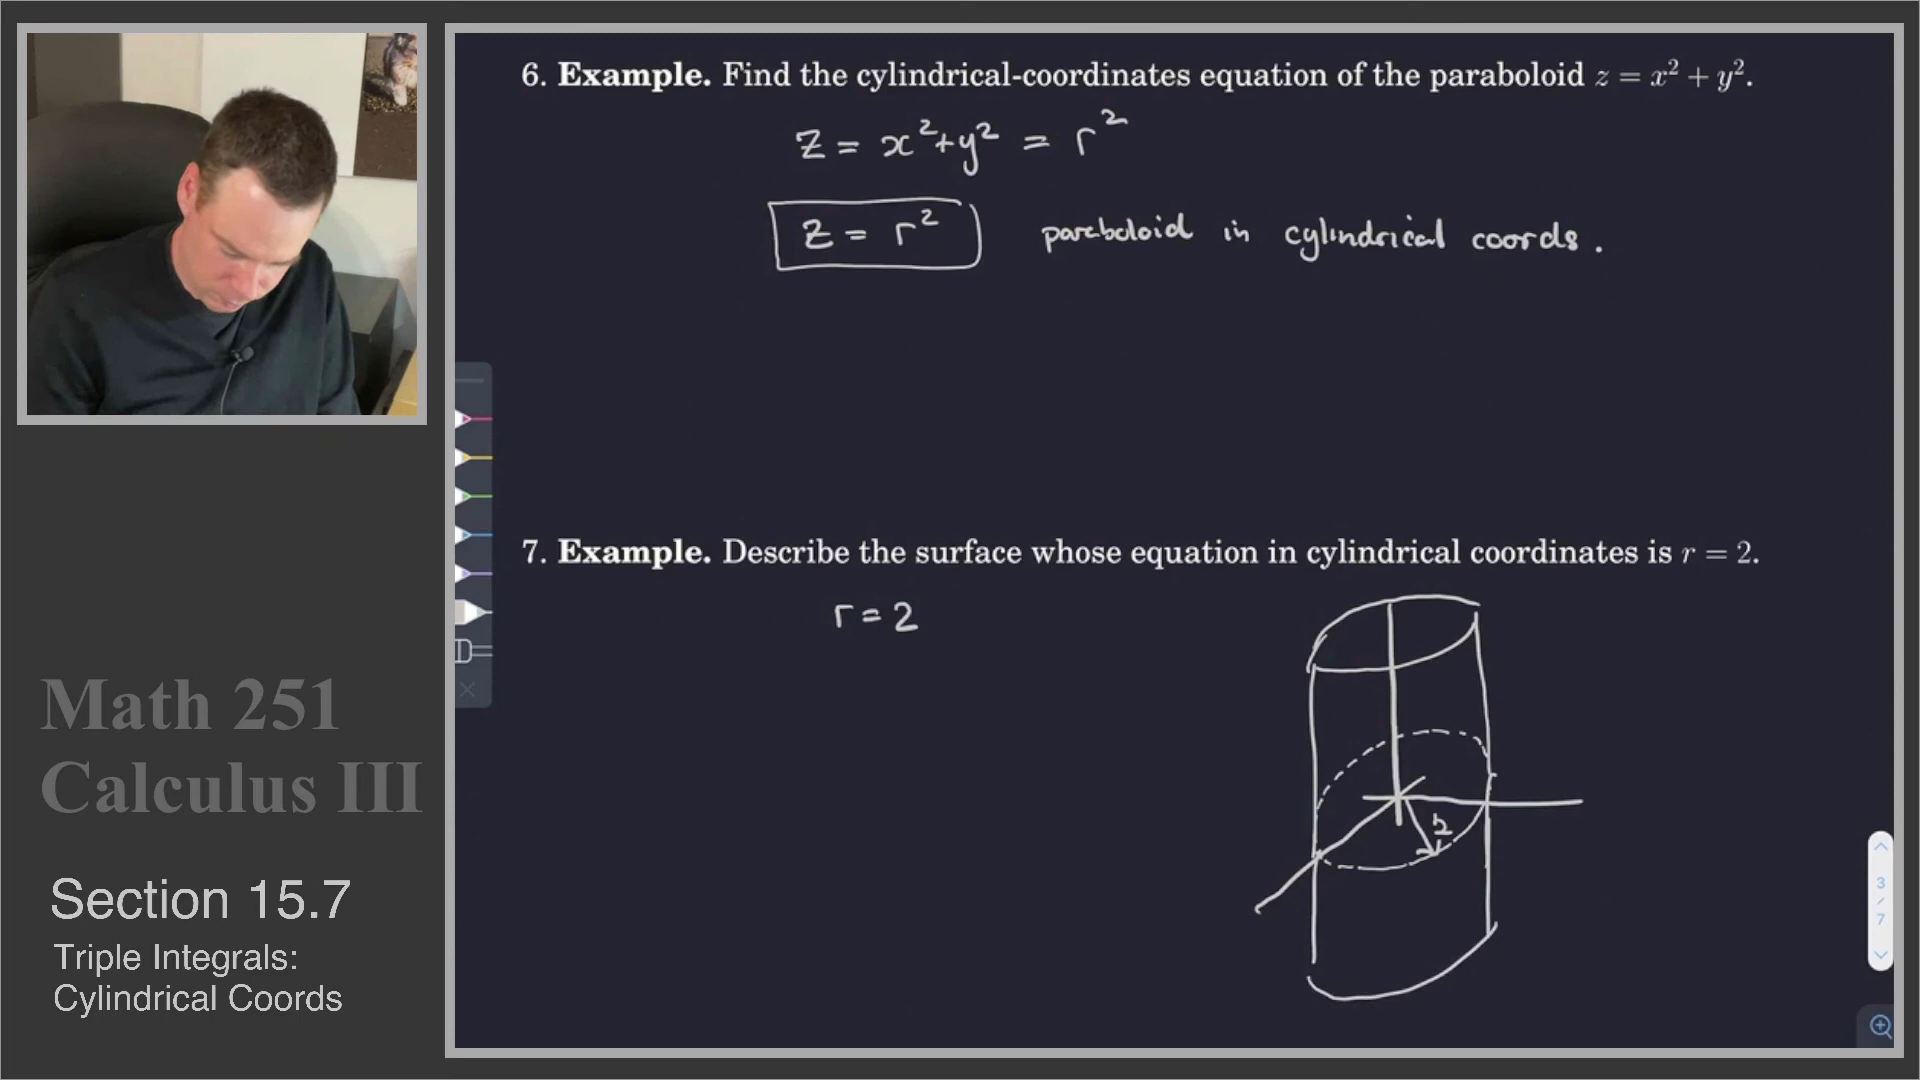 6. Example. Find the cylindrical-coordinates equation of the paraboloid z = x² + y².
z = x² + y² = r²
z = r² paraboloid in cylindrical coords.
7. Example. Describe the surface whose equation in cylindrical coordinates is r = 2.
r = 2
2
Math 251
Calculus III
Section 15.7
Triple Integrals:
Cylindrical Coords
3
/
7